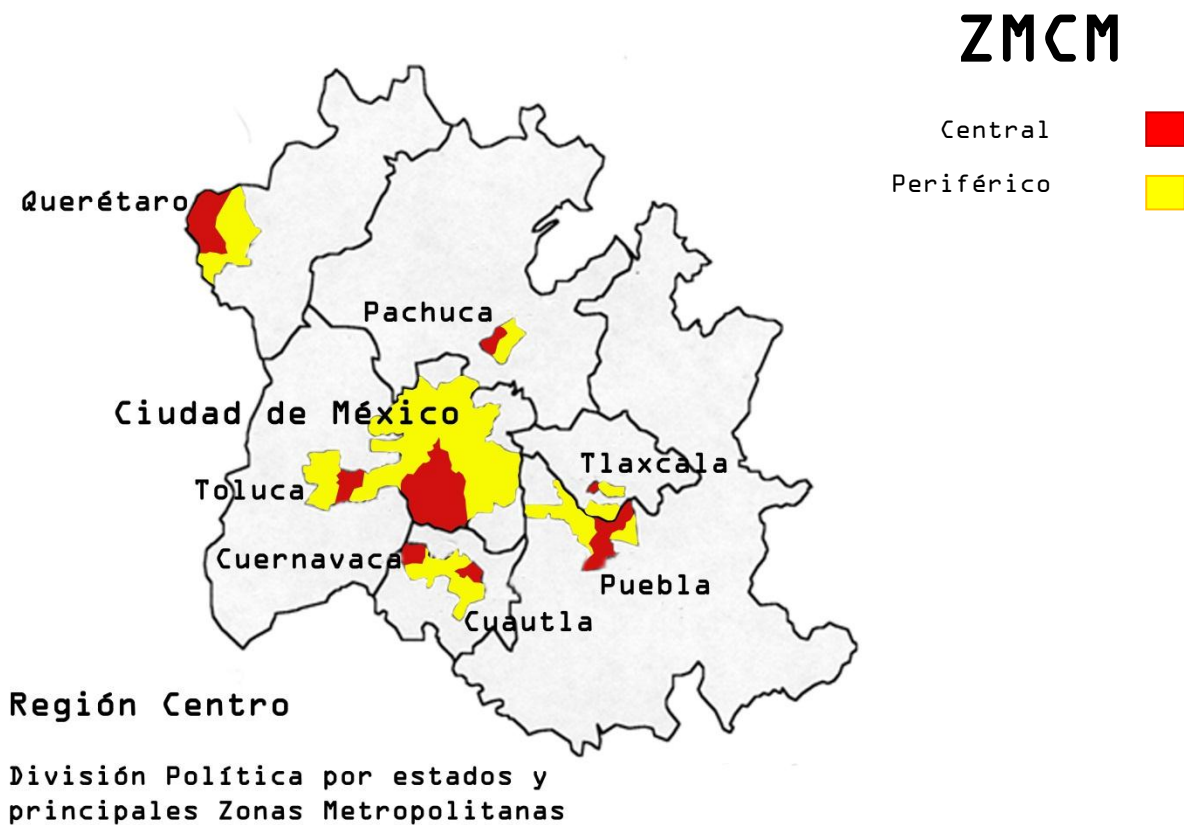 ZMCM
Central
Periférico
Querétaro
Pachuca
Ciudad de México
Tlaxcala
Toluca
Cuernavaca
Puebla
Cuautla
Región Centro
División Política por estados y
principales Zonas Metropolitanas